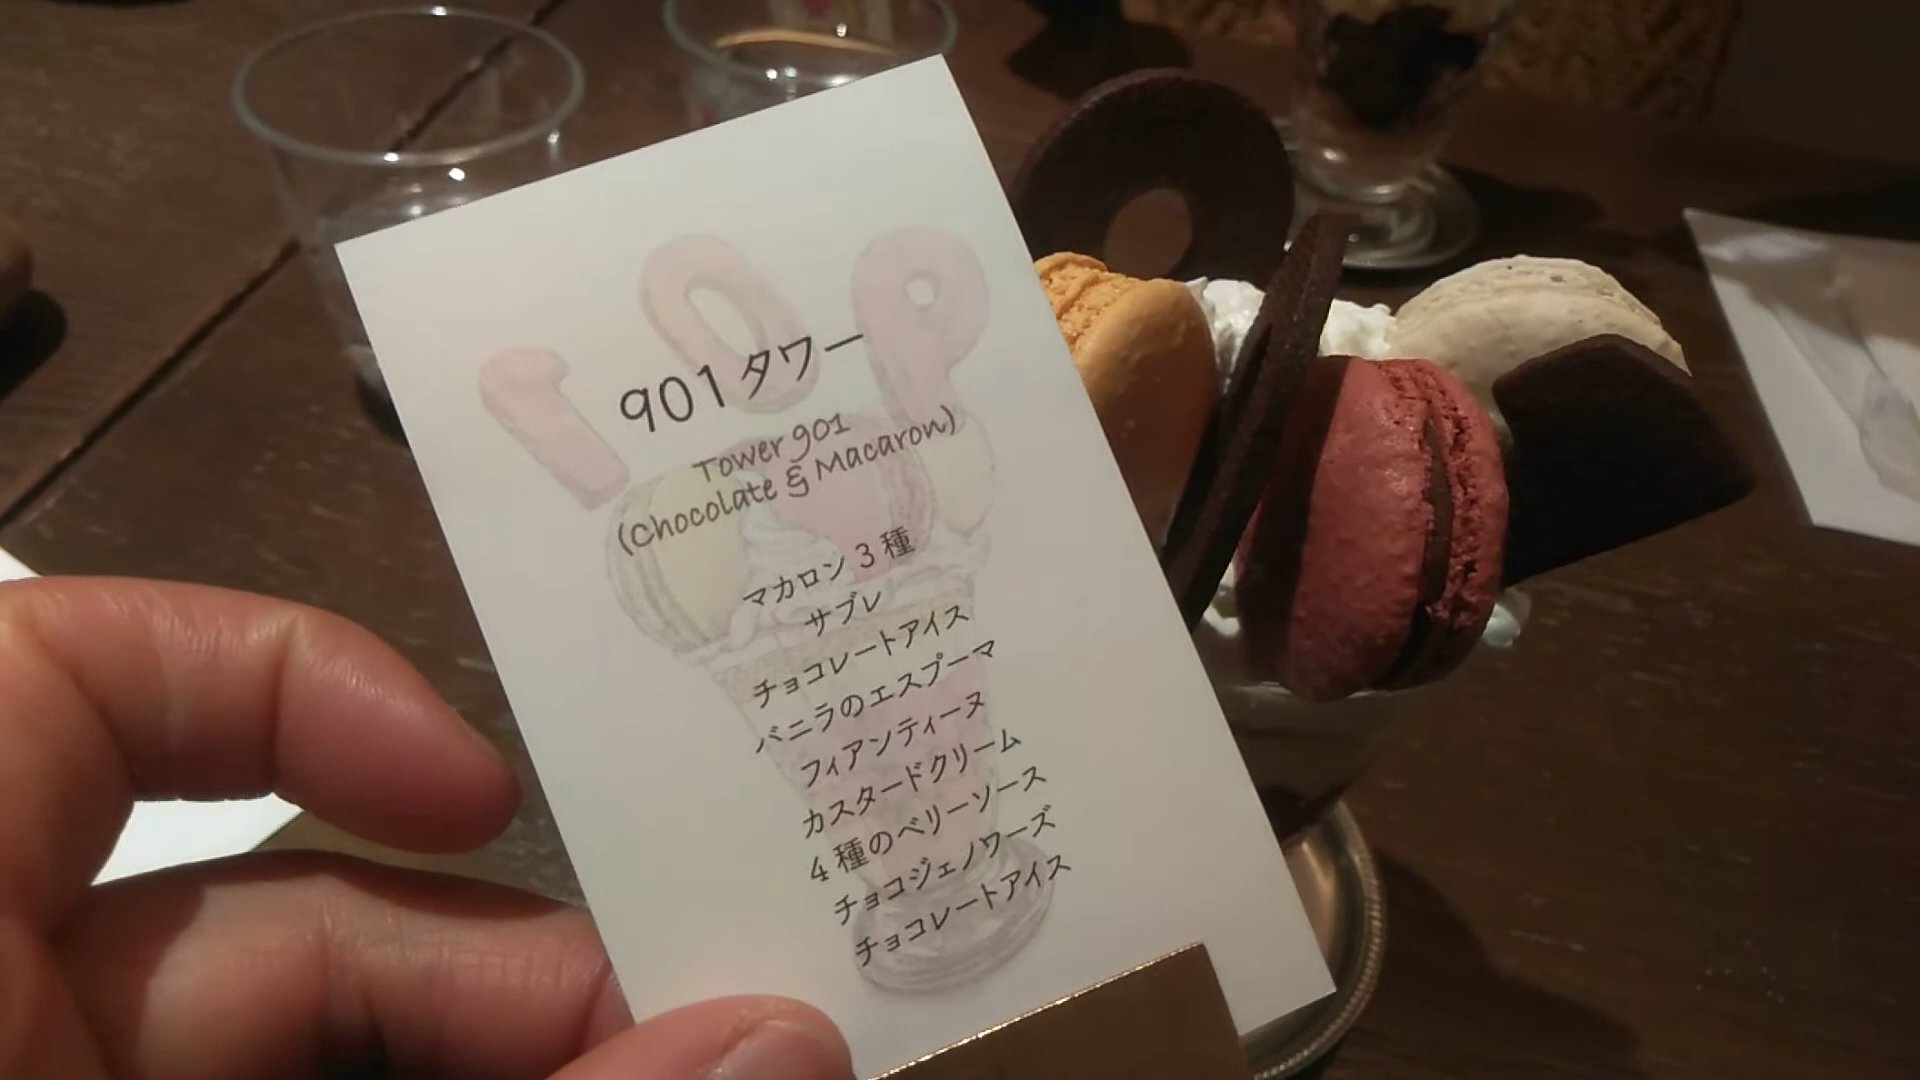 901タワー
Tower 901
(Chocolate & Macaron)
マカロン3種
サブレ
チョコレートアイス
バニラのエスプーマ
フィアンティーヌ
カスタードクリーム
4種のベリーソース
チョコジェノワーズ
チョコレートアイス